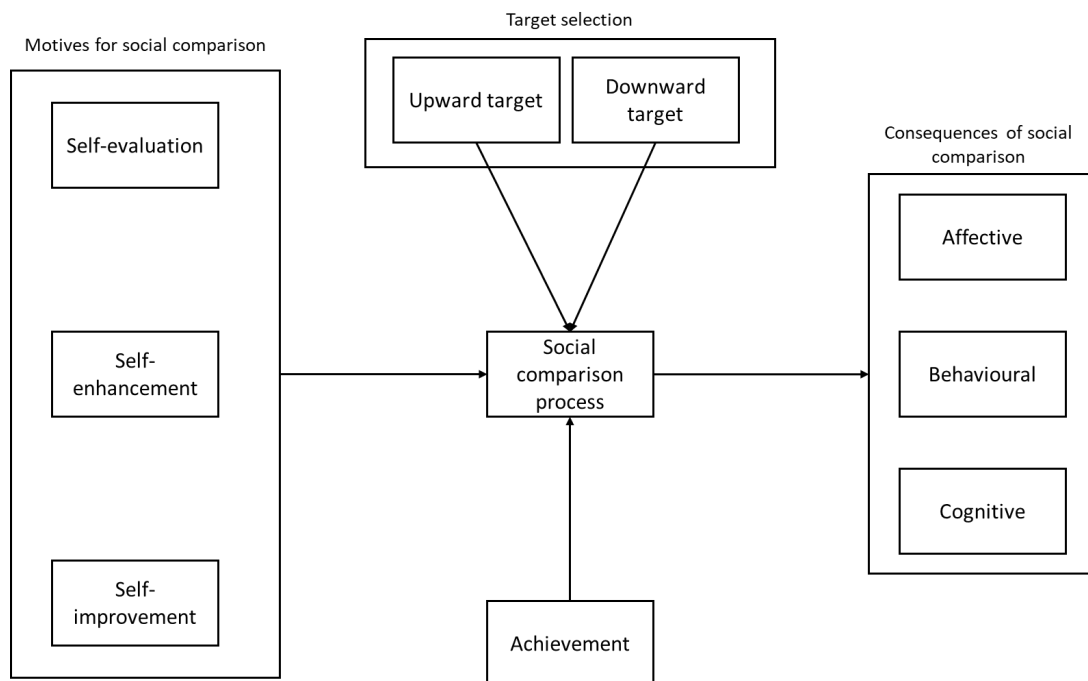 Motives for social comparison
Self-evaluation
Self-
enhancement
Self-
improvement
Target selection
Upward target
Downward
target
Social
comparison
process
Achievement
Consequences of social
comparison
Affective
Behavioural
Cognitive